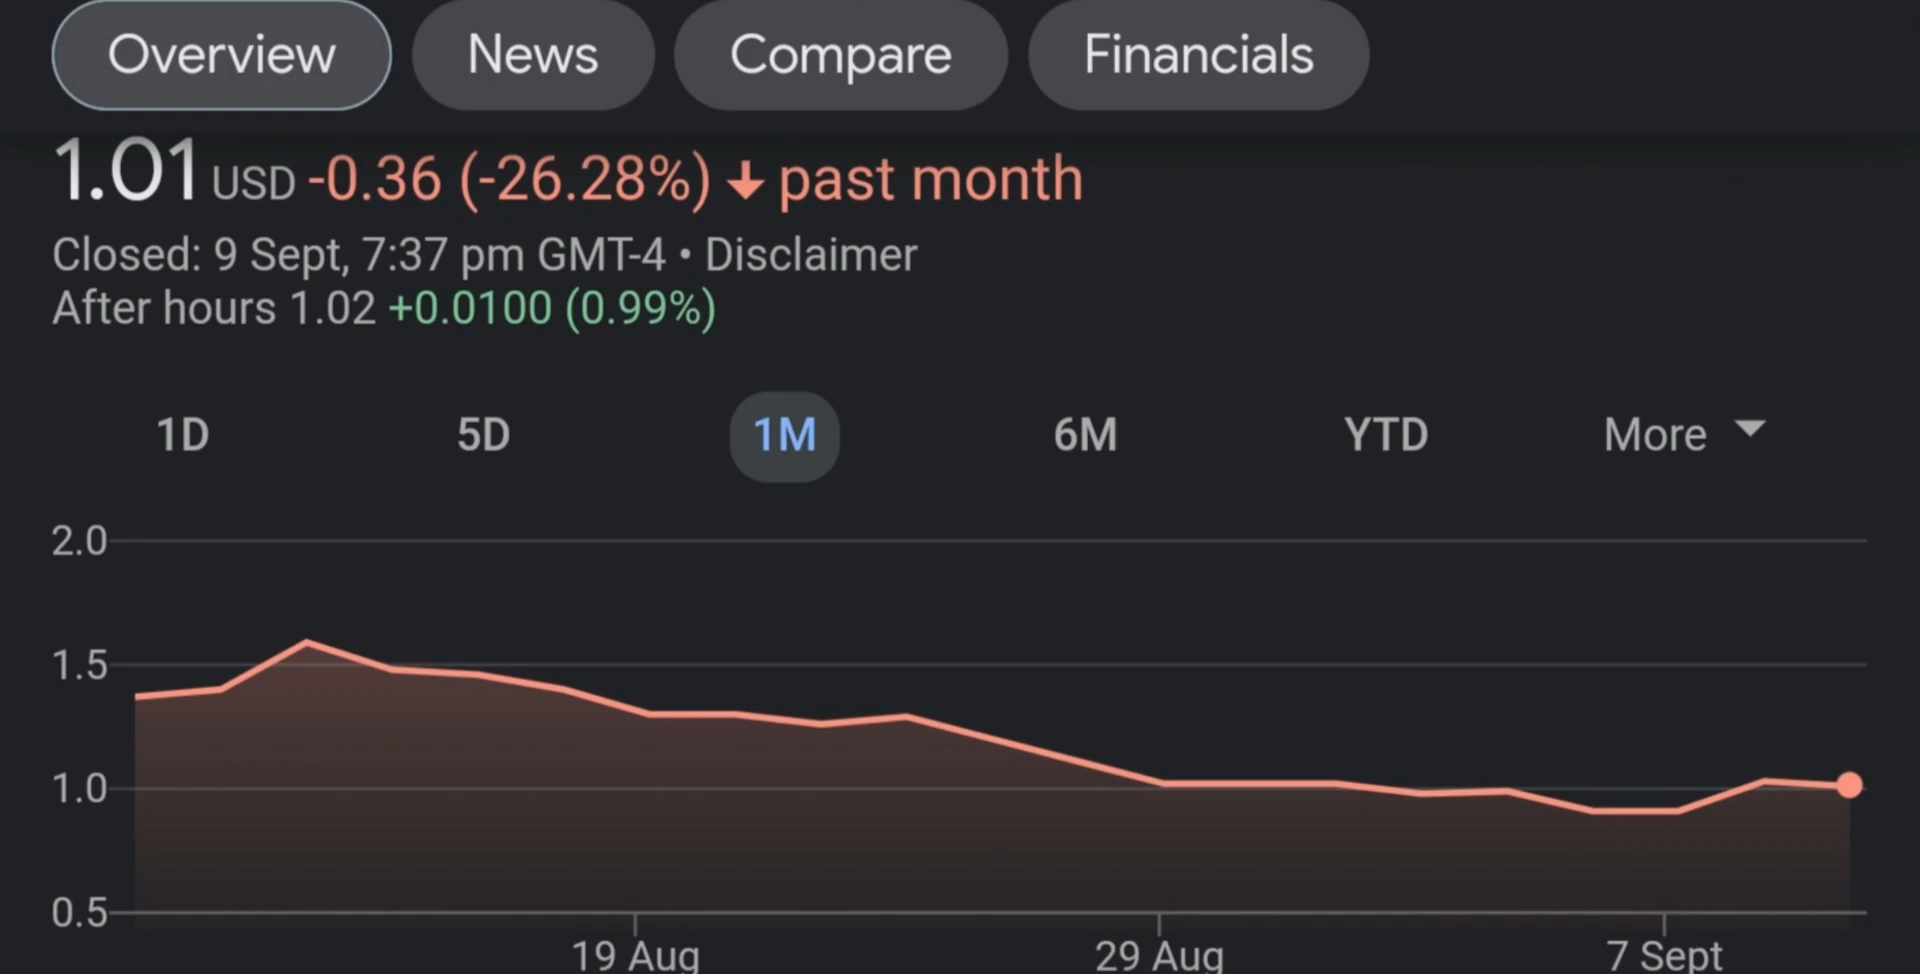 Overview News Compare Financials
1.01 USD -0.36 (-26.28%) ↓ past month
Closed: 9 Sept, 7:37 pm GMT-4 • Disclaimer
After hours 1.02 +0.0100 (0.99%)
1D 5D 1M 6M YTD More
2.0
1.5
1.0
0.5
19 Aug 29 Aug 7 Sept